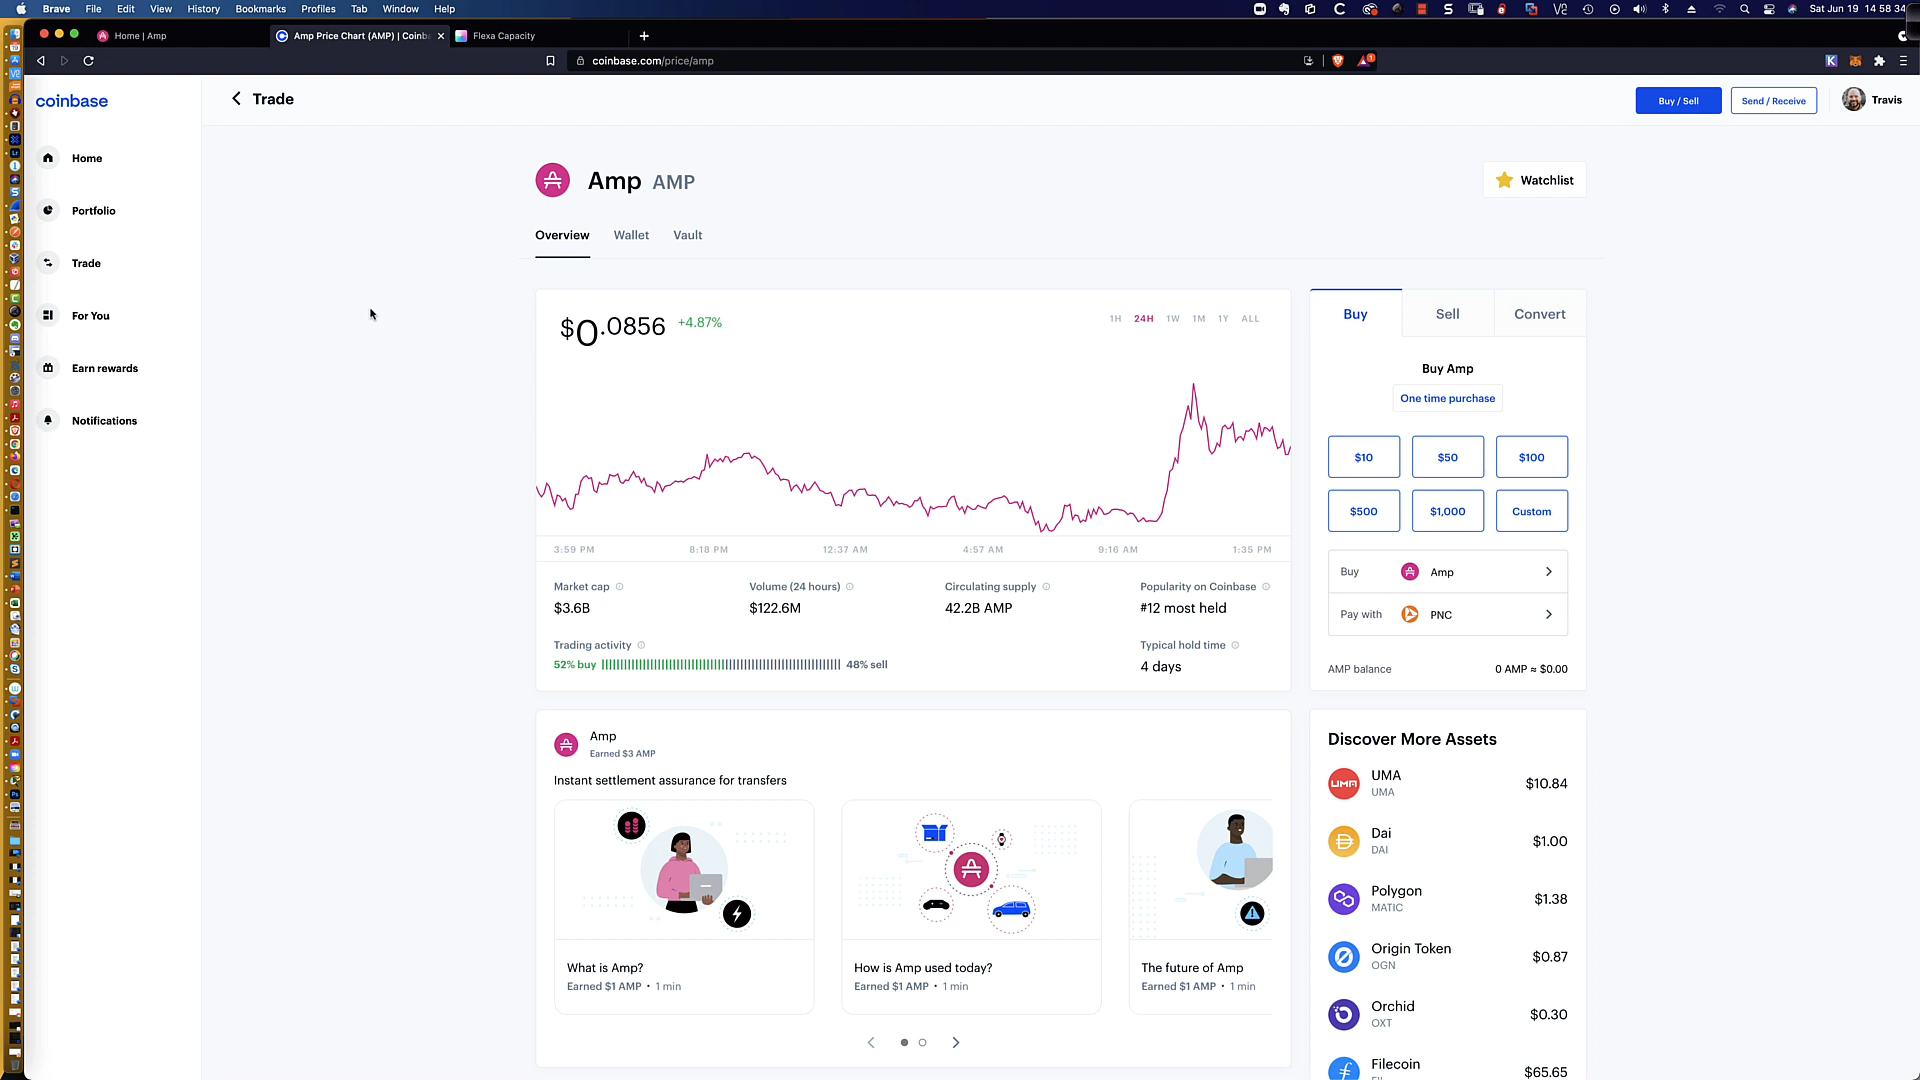 Brave File Edit View History Bookmarks Profiles Tab Window Help
Sat Jun 19 14 58 34
Home | Amp
Amp Price Chart (AMP) | Coinb
Flexa Capacity
coinbase.com/price/amp
coinbase
Trade
Buy / Sell
Send / Receive
Travis
Home
Portfolio
Trade
For You
Earn rewards
Notifications
Amp AMP
Watchlist
Overview Wallet Vault
$0.0856 +4.87%
1H 24H 1W 1M 1Y ALL
3:59 PM 8:18 PM 12:37 AM 4:57 AM 9:16 AM 1:35 PM
Market cap
$3.6B
Volume (24 hours)
$122.6M
Circulating supply
42.2B AMP
Popularity on Coinbase
#12 most held
Trading activity
52% buy 48% sell
Typical hold time
4 days
Buy Sell Convert
Buy Amp
One time purchase
$10 $50 $100
$500 $1,000 Custom
Buy Amp
Pay with PNC
AMP balance 0 AMP ≈ $0.00
Amp
Earned $3 AMP
Instant settlement assurance for transfers
What is Amp?
Earned $1 AMP • 1 min
How is Amp used today?
Earned $1 AMP • 1 min
The future of Amp
Earned $1 AMP • 1 min
Discover More Assets
UMA
UMA
$10.84
Dai
DAI
$1.00
Polygon
MATIC
$1.38
Origin Token
OGN
$0.87
Orchid
OXT
$0.30
Filecoin
$65.65